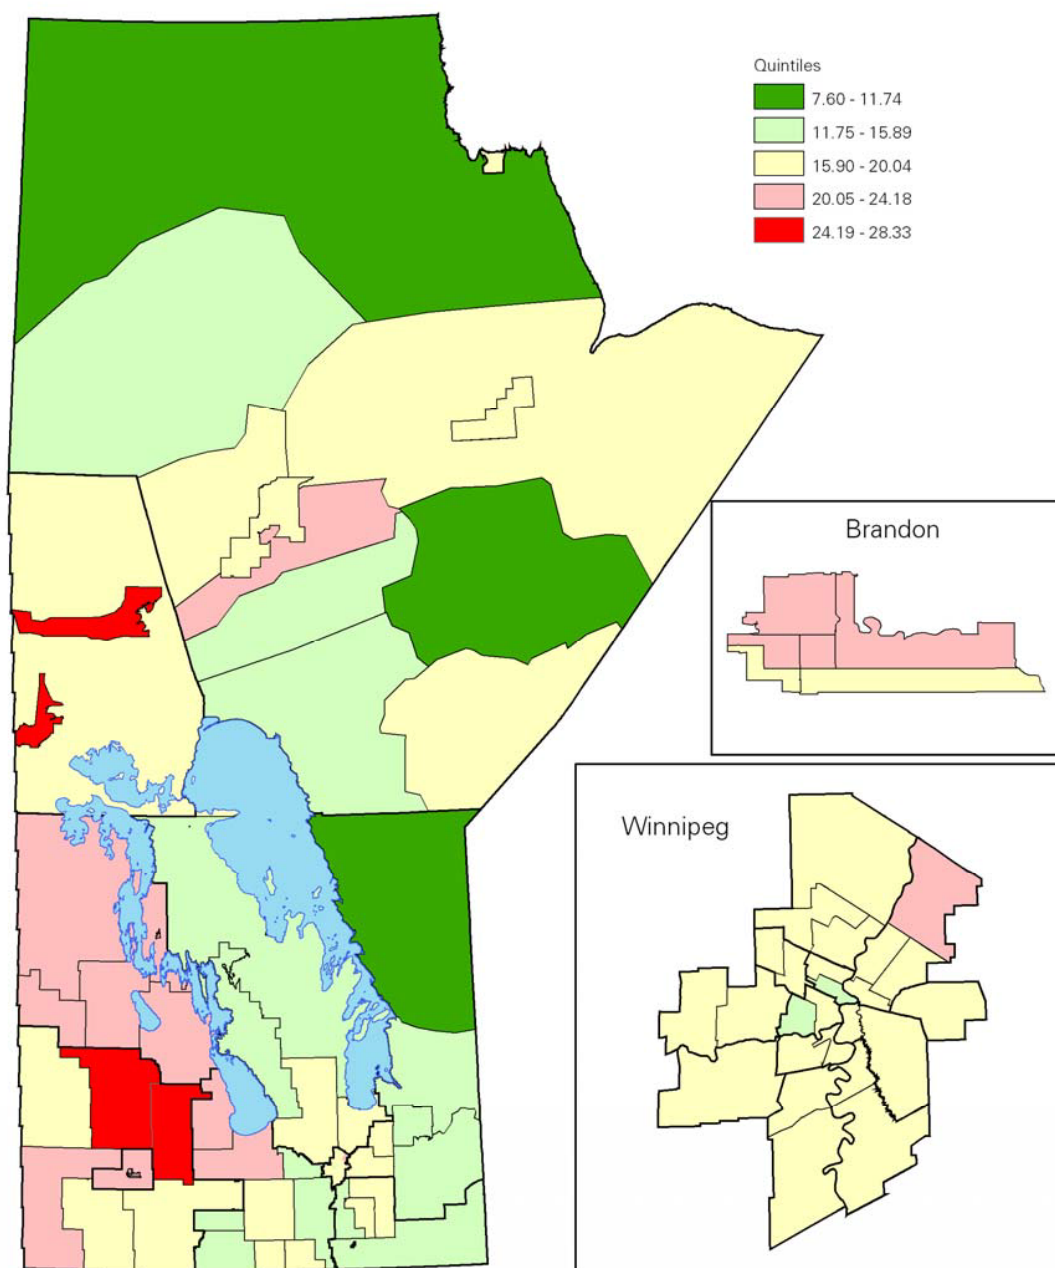 Quintiles
7.60 - 11.74
11.75 - 15.89
15.90 - 20.04
20.05 - 24.18
24.19 - 28.33
Brandon
Winnipeg